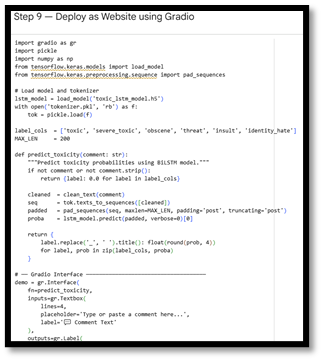 Step 9 — Deploy as Website using Gradio
import gradio as gr
import pickle
import numpy as np
from tensorflow.keras.models import load_model
from tensorflow.keras.preprocessing.sequence import pad_sequences
# Load model and tokenizer
lstm_model = load_model('toxic_lstm_model.h5')
with open('tokenizer.pkl', 'rb') as f:
    tok = pickle.load(f)
label_cols = ['toxic', 'severe_toxic', 'obscene', 'threat', 'insult', 'identity_hate']
MAX_LEN    = 200
def predict_toxicity(comment: str):
    """Predict toxicity probabilities using BiLSTM model."""
    if not comment or not comment.strip():
        return {label: 0.0 for label in label_cols}
    cleaned = clean_text(comment)
    seq     = tok.texts_to_sequences([cleaned])
    padded  = pad_sequences(seq, maxlen=MAX_LEN, padding='post', truncating='post')
    proba   = lstm_model.predict(padded, verbose=0)[0]
    return {
        label.replace('_', ' ').title(): float(round(prob, 4))
        for label, prob in zip(label_cols, proba)
    }
# — Gradio Interface —
demo = gr.Interface(
    fn=predict_toxicity,
    inputs=gr.Textbox(
        lines=4,
        placeholder='Type or paste a comment here...',
        label='💬 Comment Text'
    ),
    outputs=gr.Label(